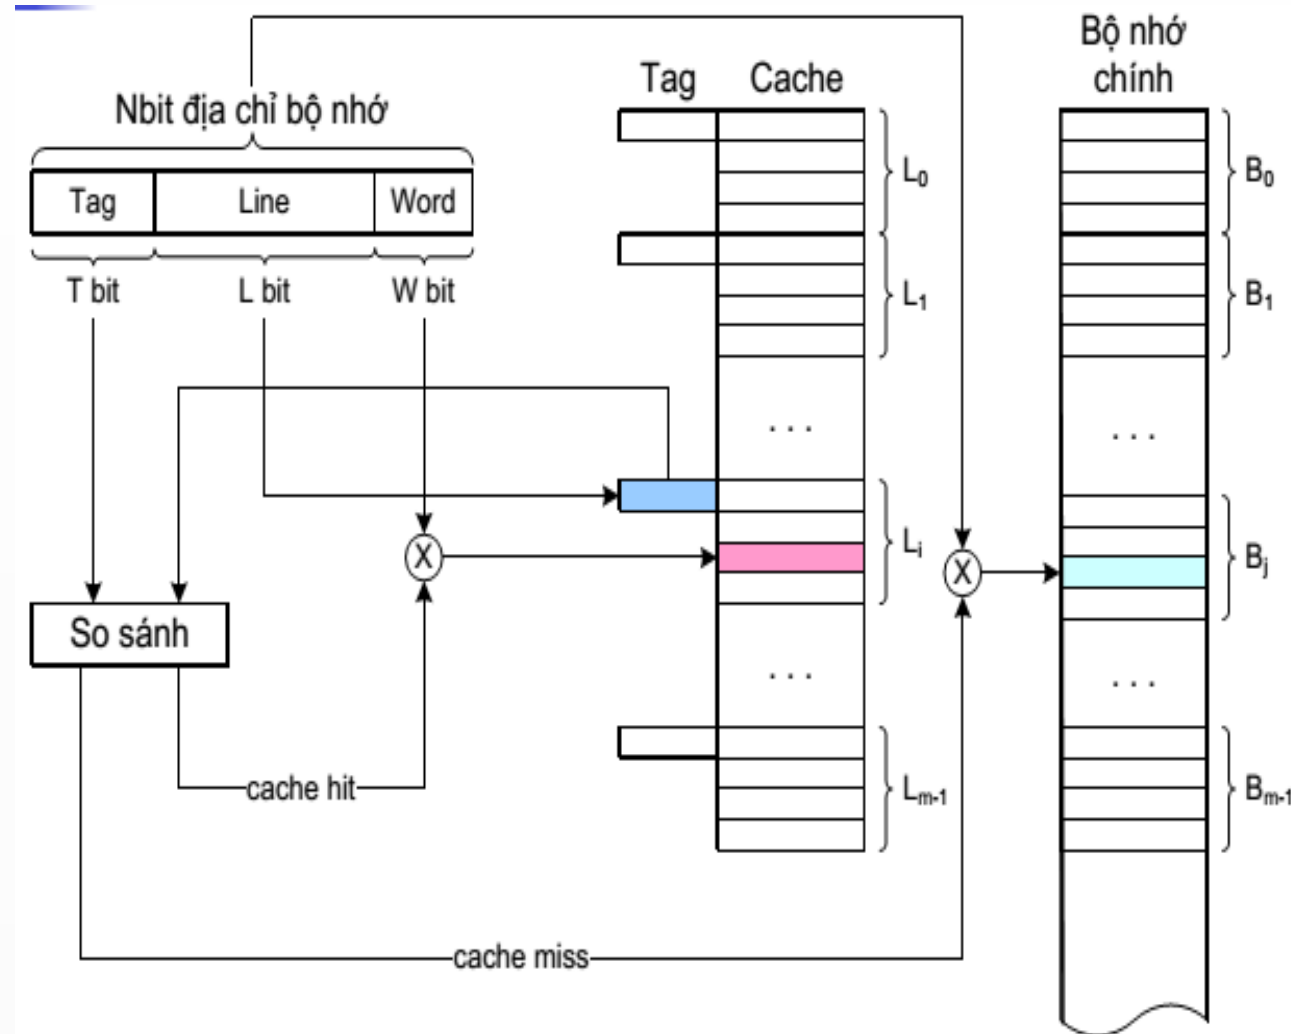 Bộ nhớ
chính
Tag Cache
Nbit địa chỉ bộ nhớ
Tag Line Word
T bit L bit W bit
L0
B0
L1
B1
. . .
. . .
Li
Bj
X
X
So sánh
. . .
. . .
cache hit
Lm-1
Bm-1
cache miss